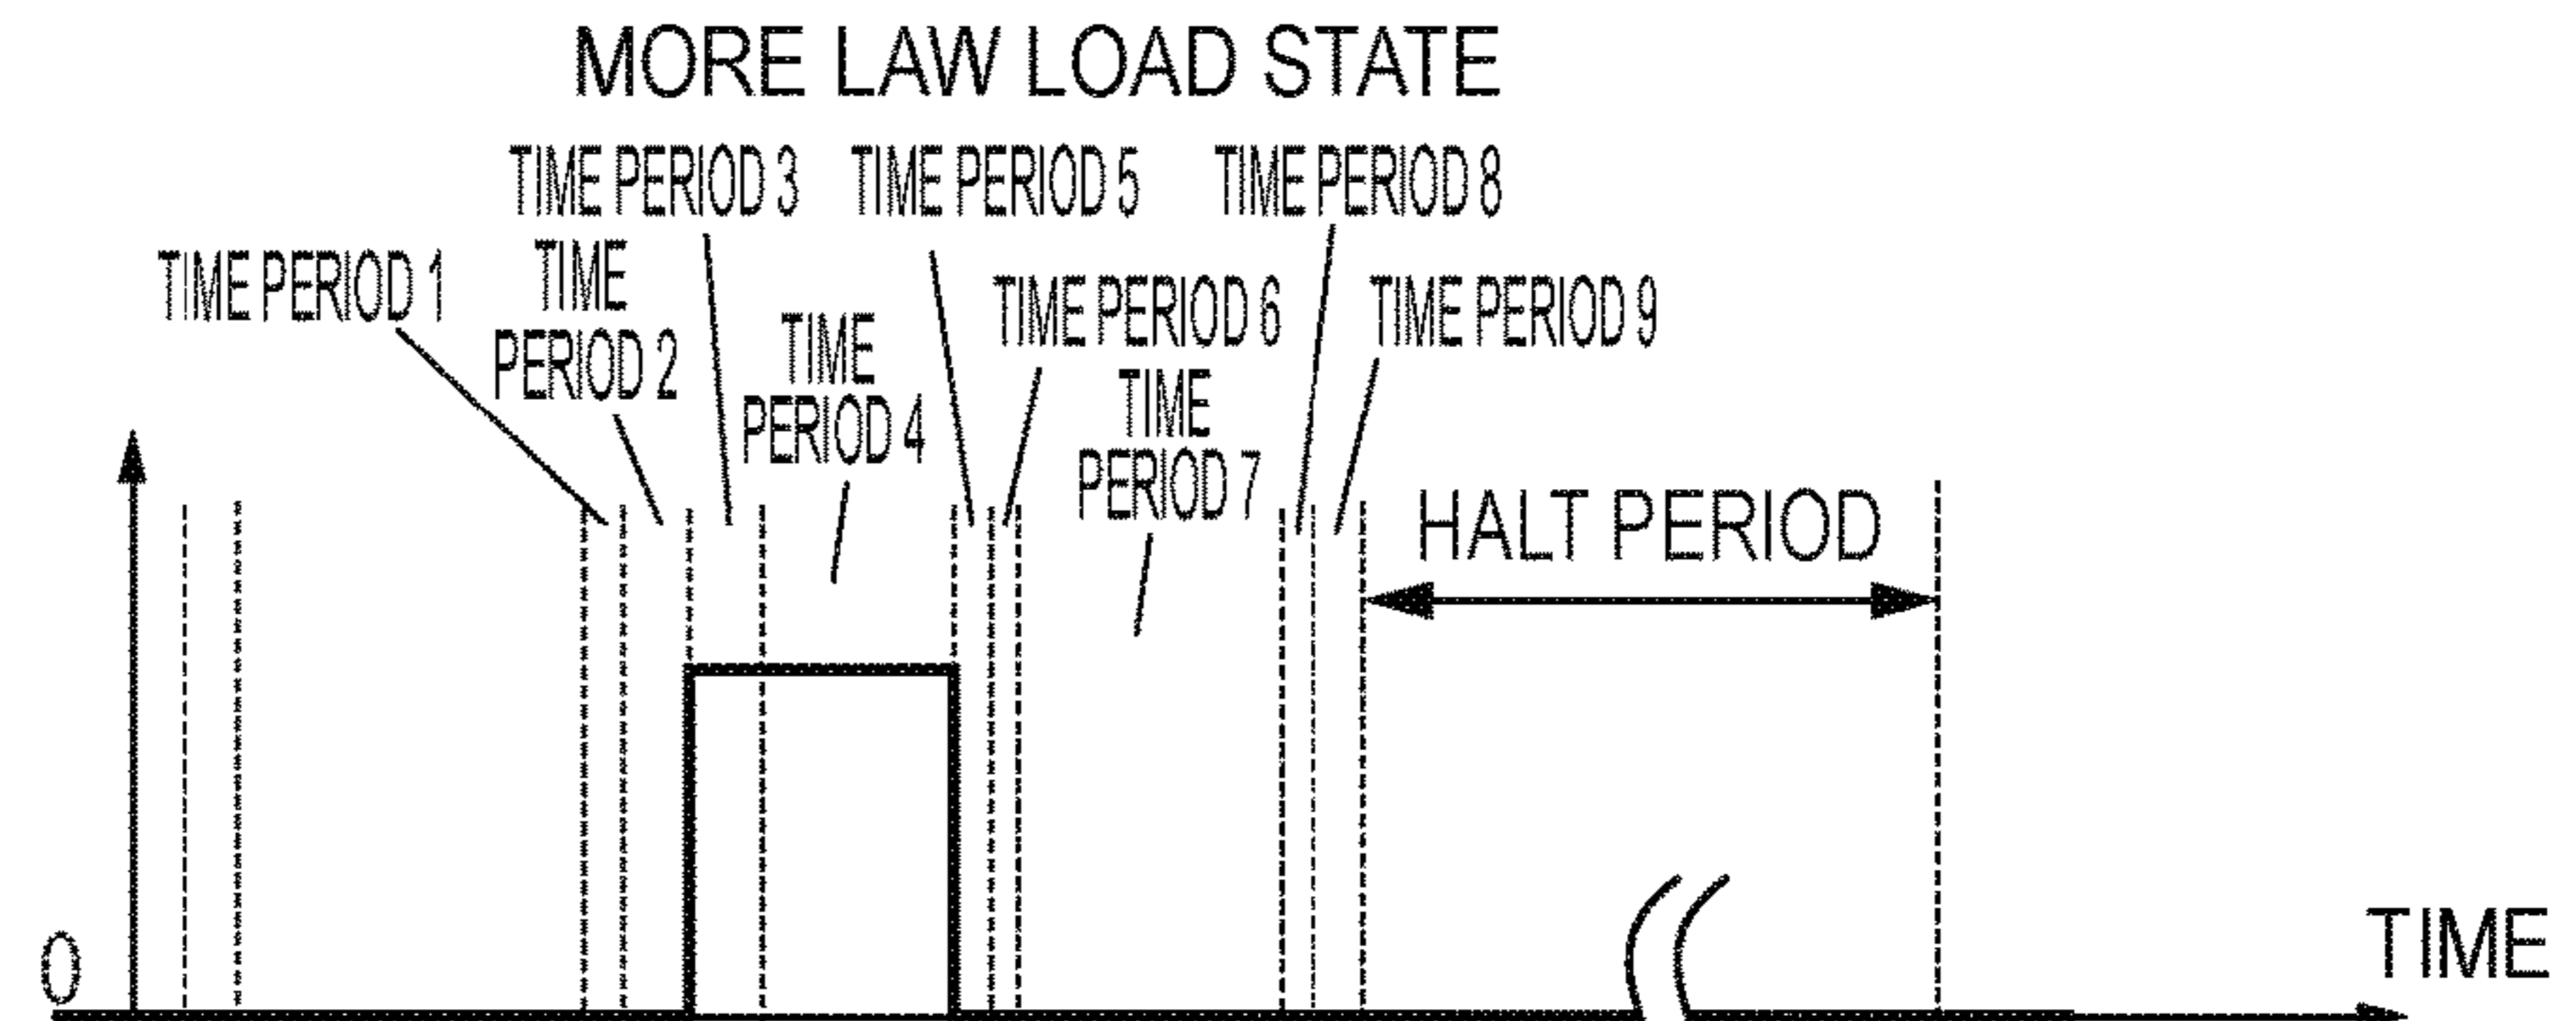 MORE LAW LOAD STATE
TIME PERIOD 3
TIME PERIOD 5
TIME PERIOD 8
TIME PERIOD 1
TIME
PERIOD 2
TIME
PERIOD 4
TIME PERIOD 6
TIME PERIOD 9
TIME
PERIOD 7
HALT PERIOD
0
TIME